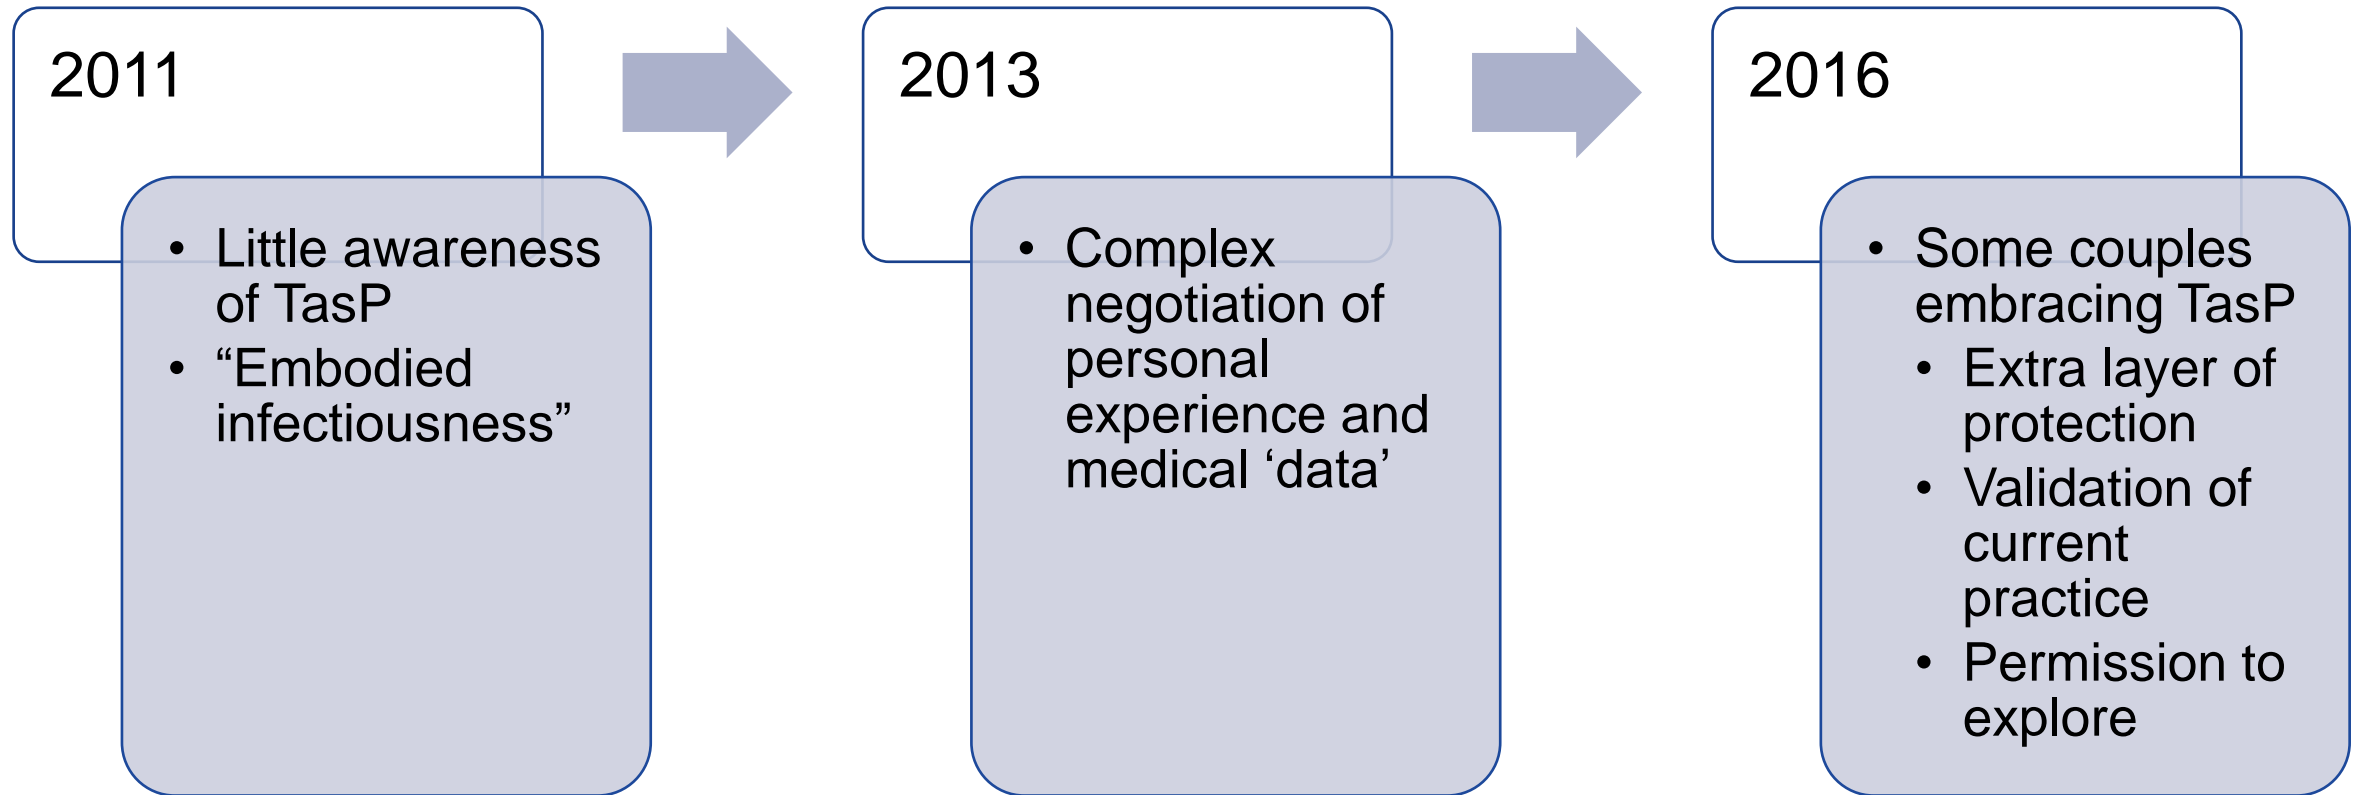 2011
• Little awareness
of TasP
• “Embodied
infectiousness”
2013
• Complex
negotiation of
personal
experience and
medical ‘data’
2016
• Some couples
embracing TasP
• Extra layer of
protection
• Validation of
current
practice
• Permission to
explore